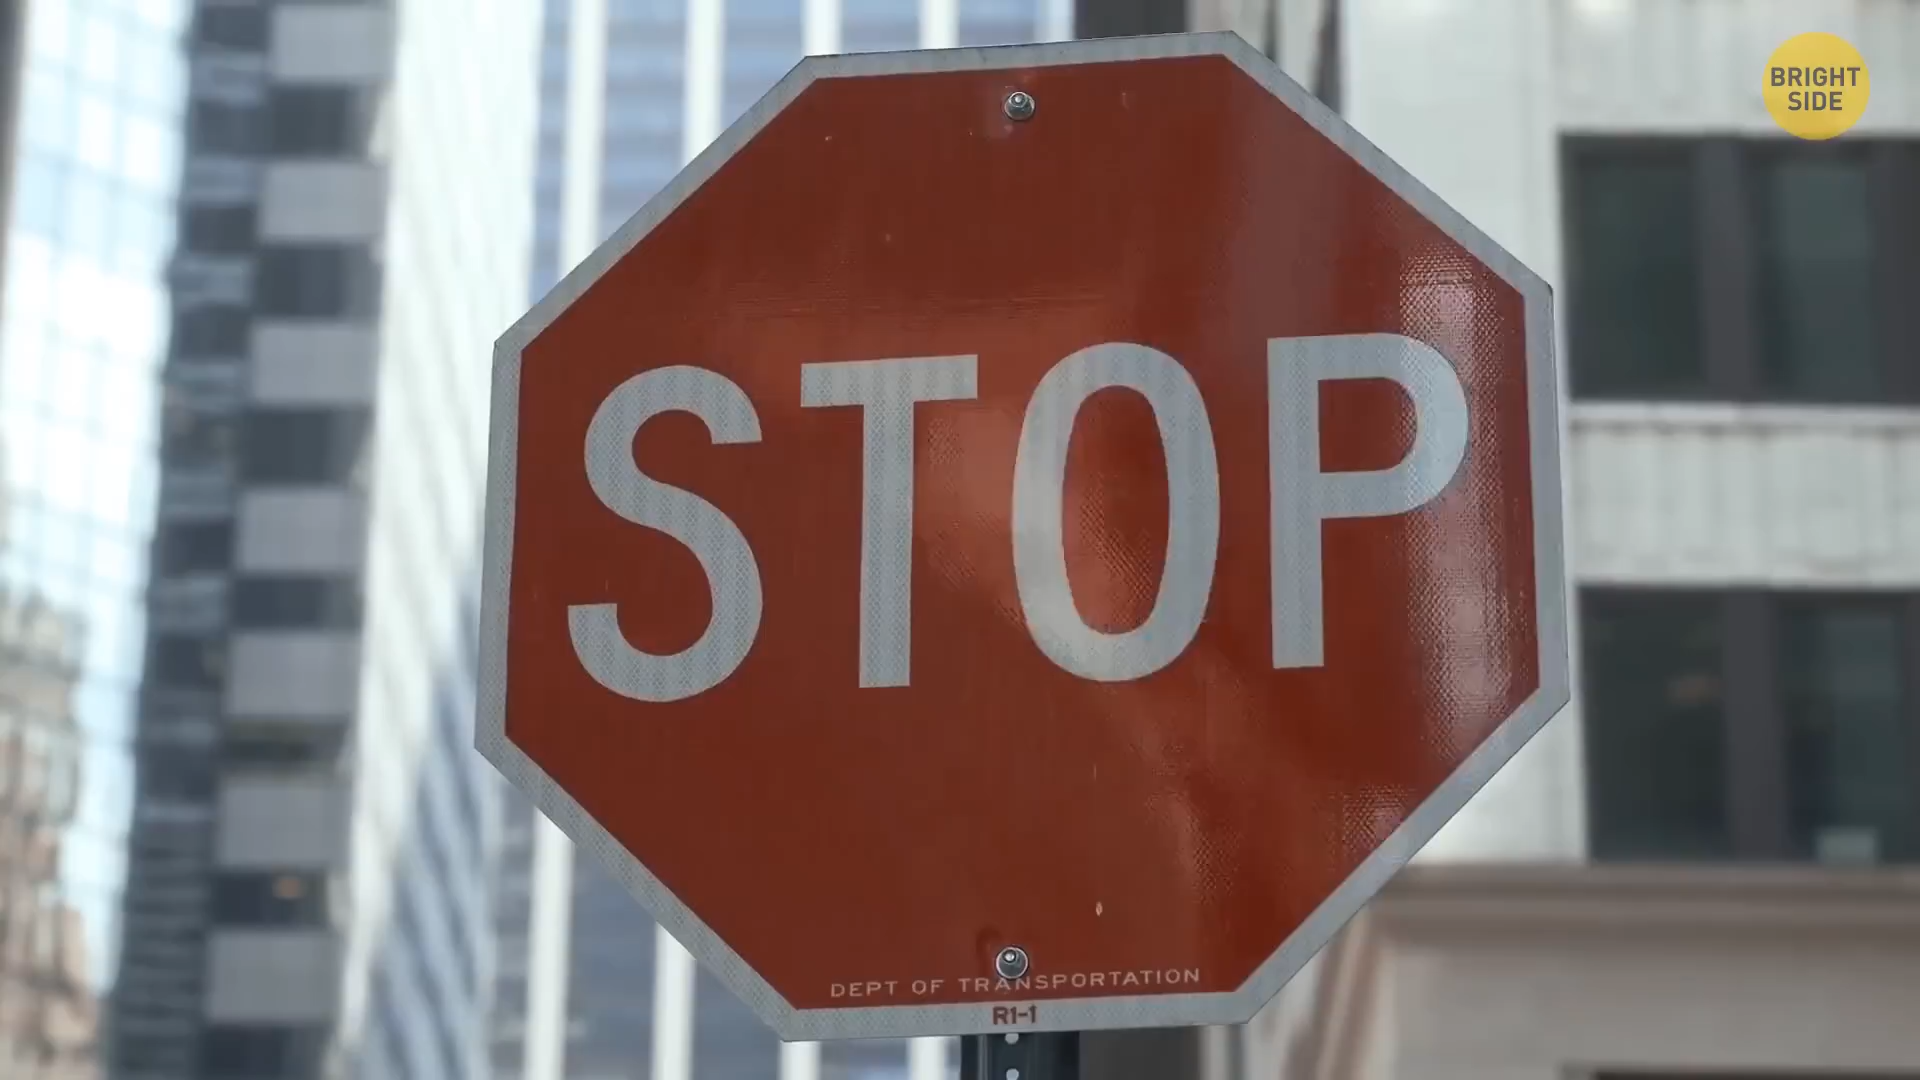 BRIGHT
SIDE
STOP
DEPT OF TRANSPORTATION
R1-1